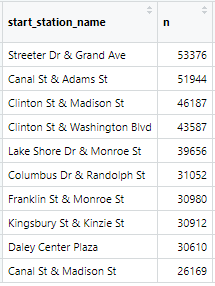 start_station_name n
Streeter Dr & Grand Ave 53376
Canal St & Adams St 51944
Clinton St & Madison St 46187
Clinton St & Washington Blvd 43587
Lake Shore Dr & Monroe St 39656
Columbus Dr & Randolph St 31052
Franklin St & Monroe St 30980
Kingsbury St & Kinzie St 30912
Daley Center Plaza 30610
Canal St & Madison St 26169